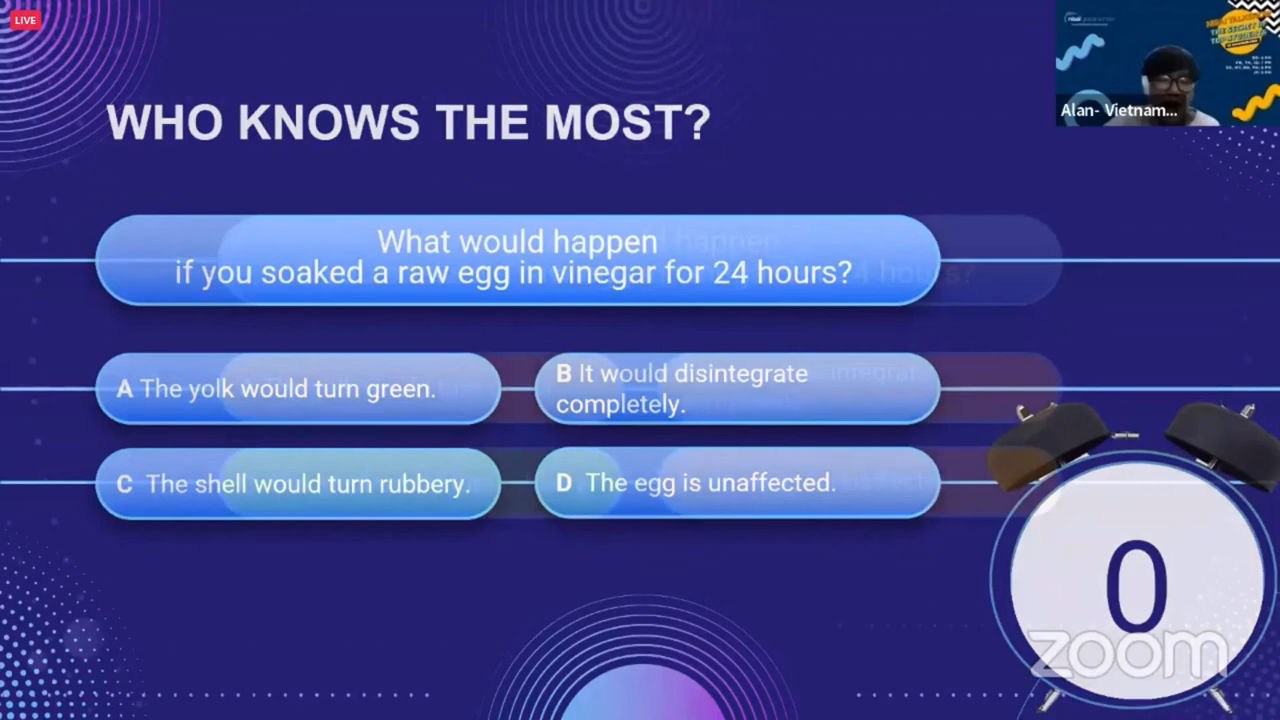 LIVE
Alan- Vietnam...
WHO KNOWS THE MOST?
What would happen
if you soaked a raw egg in vinegar for 24 hours?
A The yolk would turn green.
B It would disintegrate
completely.
C The shell would turn rubbery.
D The egg is unaffected.
0
zoom